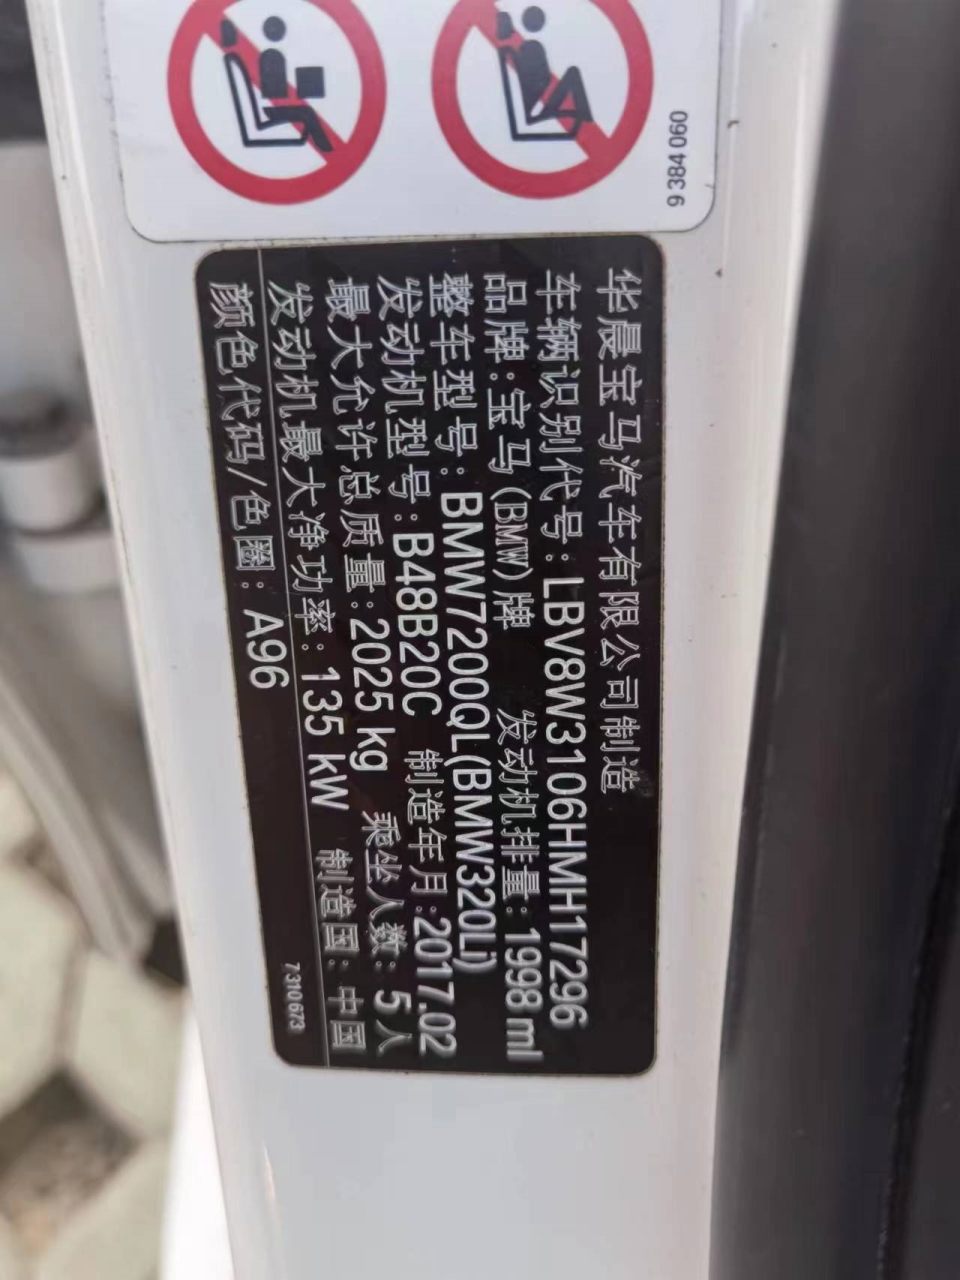 9 384 060
华晨宝马汽车有限公司制造
车辆识别代号: LBV8W3106HMH17296
品牌: 宝马(BMW)牌 发动机排量: 1998 ml
整车型号: BMW7200QL(BMW320Li)
发动机型号: B48B20C 制造年月: 2017.02
最大允许总质量: 2025 kg 乘坐人数: 5 人
发动机最大净功率: 135 kW 制造国: 中国
颜色代码/色圈: A96 7 310 673